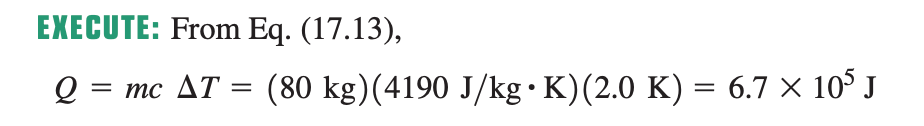 EXECUTE: From Eq. (17.13),
Q = mc ΔT = (80 kg)(4190 J/kg · K)(2.0 K) = 6.7 × 10⁵ J